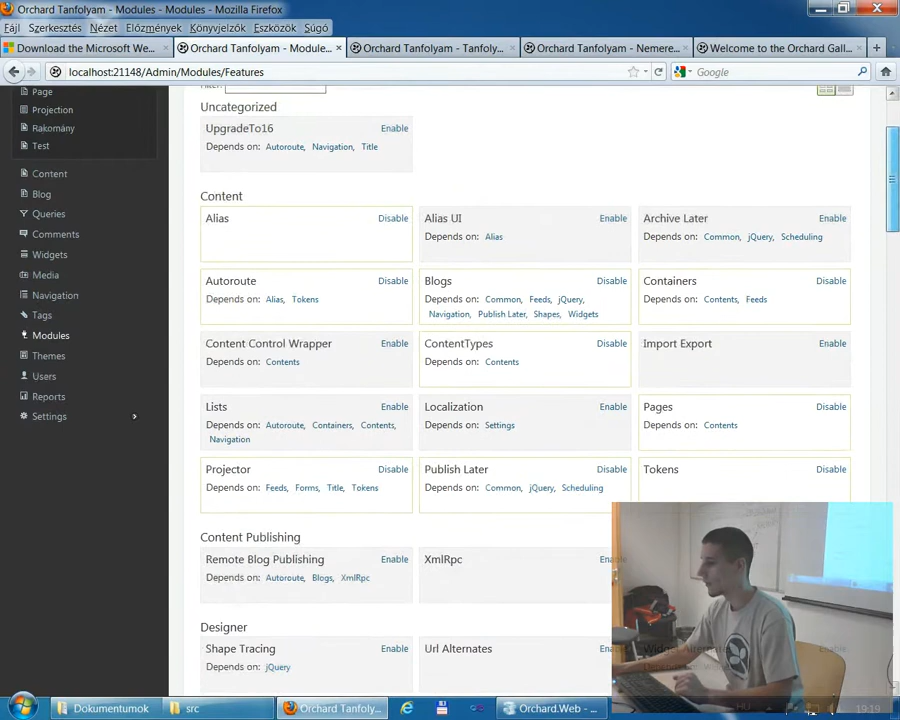 Orchard Tanfolyam - Modules - Modules - Mozilla Firefox
Fájl Szerkesztés Nézet Előzmények Könyvjelzők Eszközök Súgó
Download the Microsoft We... × Orchard Tanfolyam - Module... × Orchard Tanfolyam - Tanfoly... × Orchard Tanfolyam - Nemere... × Welcome to the Orchard Gall... × +
localhost:21148/Admin/Modules/Features
Google
Page
Projection
Rakomány
Test
Content
Blog
Queries
Comments
Widgets
Media
Navigation
Tags
Modules
Themes
Users
Reports
Settings
Uncategorized
UpgradeTo16 Enable
Depends on: Autoroute, Navigation, Title
Content
Alias Disable
Alias UI Enable
Depends on: Alias
Archive Later Enable
Depends on: Common, jQuery, Scheduling
Autoroute Disable
Depends on: Alias, Tokens
Blogs Disable
Depends on: Common, Feeds, jQuery,
Navigation, Publish Later, Shapes, Widgets
Containers Disable
Depends on: Contents, Feeds
Content Control Wrapper Enable
Depends on: Contents
ContentTypes Disable
Depends on: Contents
Import Export Enable
Lists Enable
Depends on: Autoroute, Containers, Contents,
Navigation
Localization Enable
Depends on: Settings
Pages Disable
Depends on: Contents
Projector Disable
Depends on: Feeds, Forms, Title, Tokens
Publish Later Disable
Depends on: Common, jQuery, Scheduling
Tokens Disable
Content Publishing
Remote Blog Publishing Enable
Depends on: Autoroute, Blogs, XmlRpc
XmlRpc
Designer
Shape Tracing Enable
Depends on: jQuery
Url Alternates
Widget Alternates
Dokumentumok src Orchard Tanfoly... Orchard.Web - ...
HU 19:19